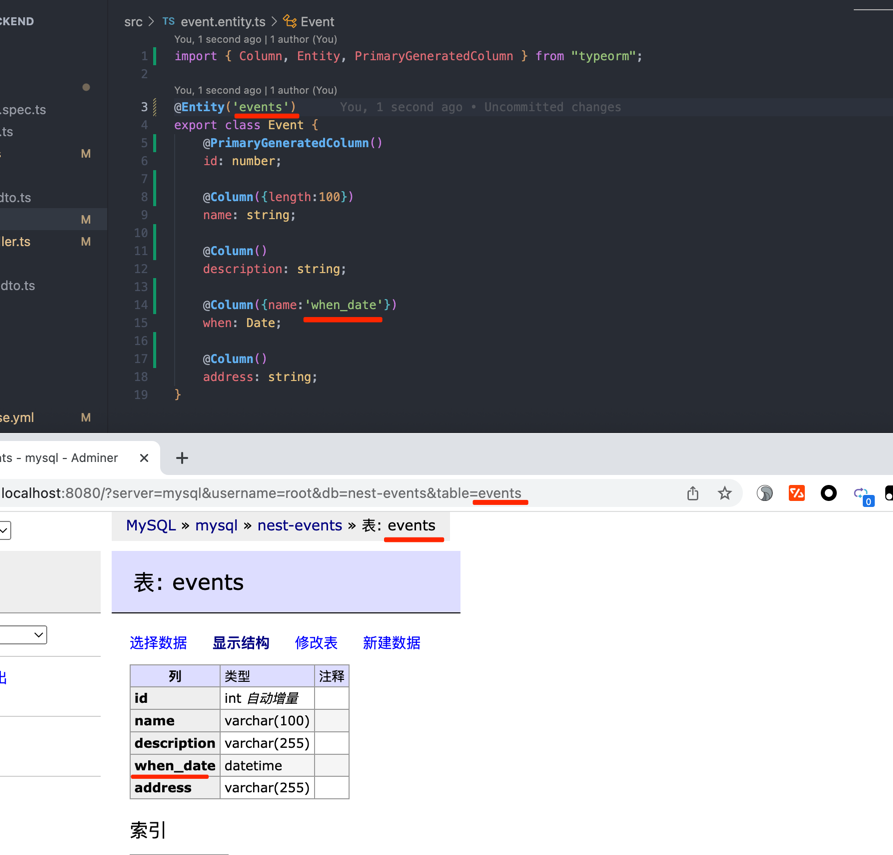 CKEND
src > TS event.entity.ts > Event
You, 1 second ago | 1 author (You)
1 import { Column, Entity, PrimaryGeneratedColumn } from "typeorm";
2
You, 1 second ago | 1 author (You)
3 @Entity('events') You, 1 second ago • Uncommitted changes
4 export class Event {
.spec.ts
5 @PrimaryGeneratedColumn()
.ts
6 id: number;
s M
7
8 @Column({length:100})
dto.ts
9 name: string;
M
10
ler.ts M
11 @Column()
12 description: string;
dto.ts
13
14 @Column({name:'when_date'})
15 when: Date;
16
17 @Column()
18 address: string;
19 }
se.yml M
nts - mysql - Adminer
localhost:8080/?server=mysql&username=root&db=nest-events&table=events
0
MySQL » mysql » nest-events » 表: events
表: events
选择数据 显示结构 修改表 新建数据
出
列 类型 注释
id int 自动增量
name varchar(100)
description varchar(255)
when_date datetime
address varchar(255)
索引